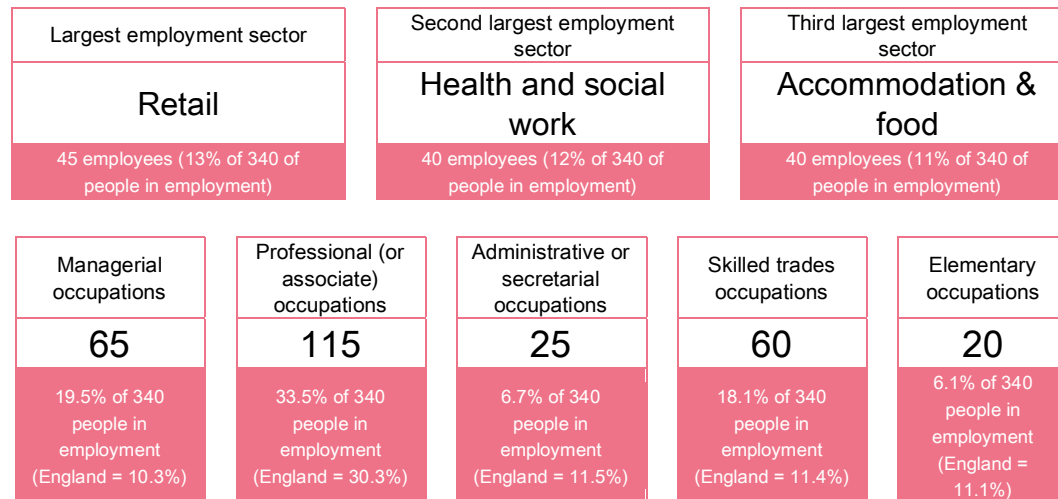 Largest employment sector
Retail
45 employees (13% of 340 of
people in employment)
Second largest employment
sector
Health and social
work
40 employees (12% of 340 of
people in employment)
Third largest employment
sector
Accommodation &
food
40 employees (11% of 340 of
people in employment)
Managerial
occupations
65
19.5% of 340
people in
employment
(England = 10.3%)
Professional (or
associate)
occupations
115
33.5% of 340
people in
employment
(England = 30.3%)
Administrative or
secretarial
occupations
25
6.7% of 340
people in
employment
(England = 11.5%)
Skilled trades
occupations
60
18.1% of 340
people in
employment
(England = 11.4%)
Elementary
occupations
20
6.1% of 340
people in
employment
(England =
11.1%)